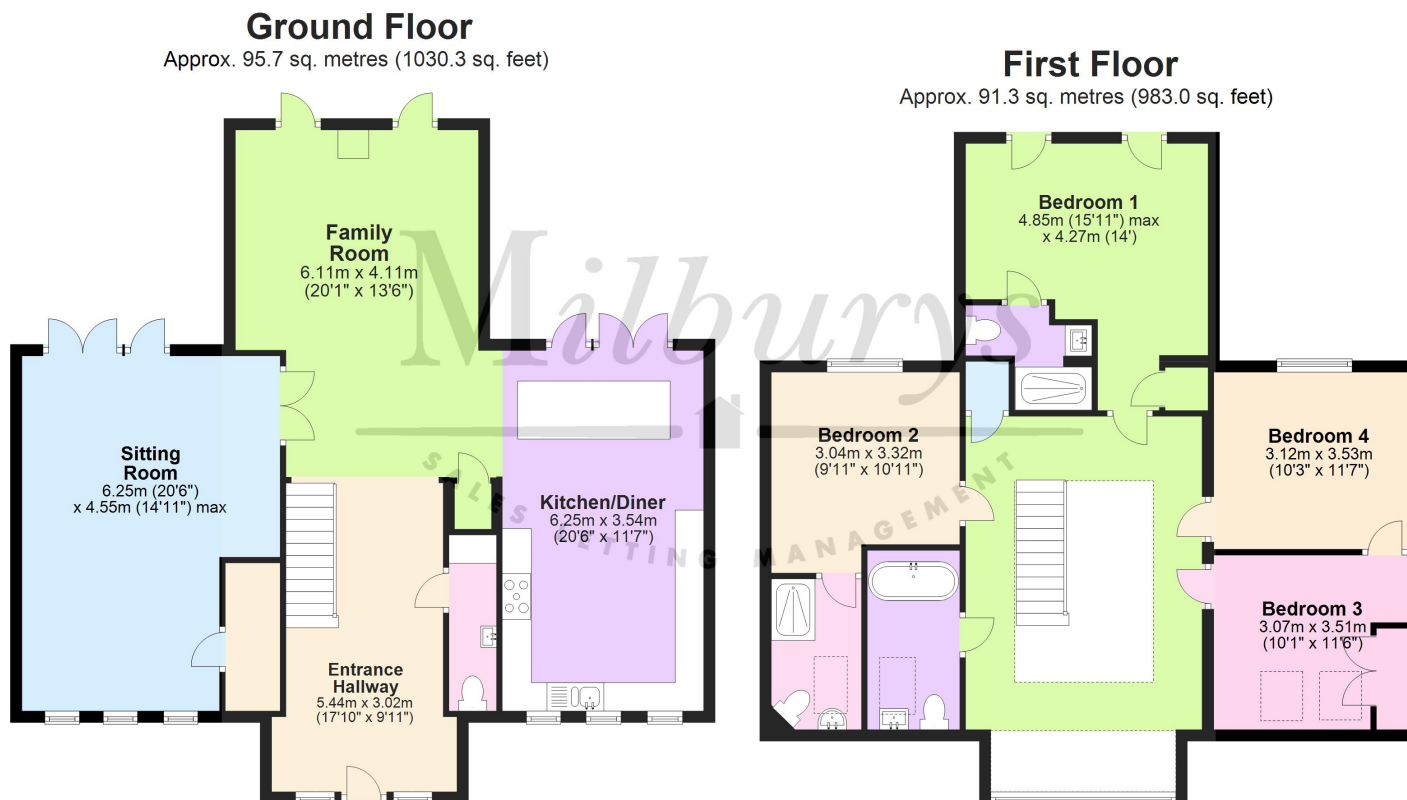 Ground Floor
Approx. 95.7 sq. metres (1030.3 sq. feet)
First Floor
Approx. 91.3 sq. metres (983.0 sq. feet)
Family
Room
6.11m x 4.11m
(20'1" x 13'6")
Bedroom 1
4.85m (15'11") max
x 4.27m (14')
Sitting
Room
6.25m (20'6")
x 4.55m (14'11") max
Kitchen/Diner
6.25m x 3.54m
(20'6" x 11'7")
Bedroom 2
3.04m x 3.32m
(9'11" x 10'11")
Bedroom 4
3.12m x 3.53m
(10'3" x 11'7")
Entrance
Hallway
5.44m x 3.02m
(17'10" x 9'11")
Bedroom 3
3.07m x 3.51m
(10'1" x 11'6")
Milburys
SALES LETTING MANAGEMENT